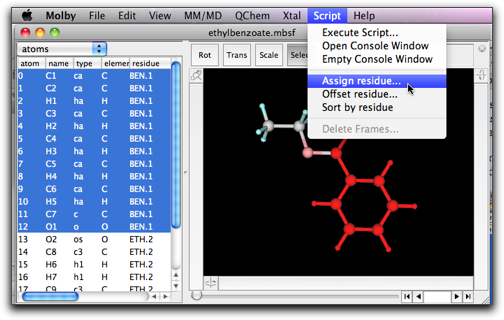 Molby File Edit View MM/MD QChem Xtal Script Help
ethylbenzoate.mbsf
Execute Script...
Open Console Window
Empty Console Window
Assign residue...
Offset residue...
Sort by residue
Delete Frames...
atoms
Rot Trans Scale Selec
atom name type elemer residue
0 C1 ca C BEN.1
1 C2 ca C BEN.1
2 H1 ha H BEN.1
3 C3 ca C BEN.1
4 C4 ca C BEN.1
5 H2 ha H BEN.1
6 H3 ha H BEN.1
7 C5 ca C BEN.1
8 H4 ha H BEN.1
9 C6 ca C BEN.1
10 H5 ha H BEN.1
11 C7 c C BEN.1
12 O1 o O BEN.1
13 O2 os O ETH.2
14 C8 c3 C ETH.2
15 H6 h1 H ETH.2
16 H7 h1 H ETH.2
17 C9 c3 C ETH.2